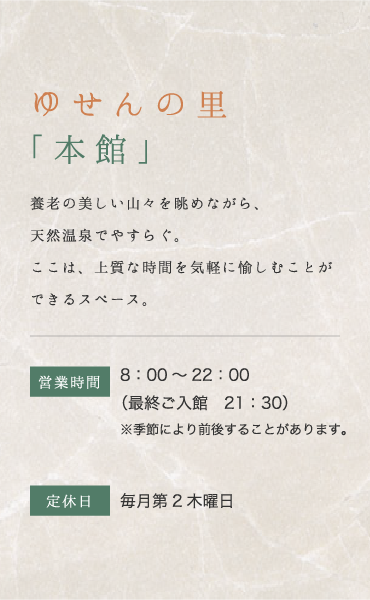 ゆせんの里
「本館」
養老の美しい山々を眺めながら、
天然温泉でやすらぐ。
ここは、上質な時間を気軽に愉しむことが
できるスペース。
営業時間
8：00～22：00
（最終ご入館　21：30）
※季節により前後することがあります。
定休日
毎月第2木曜日